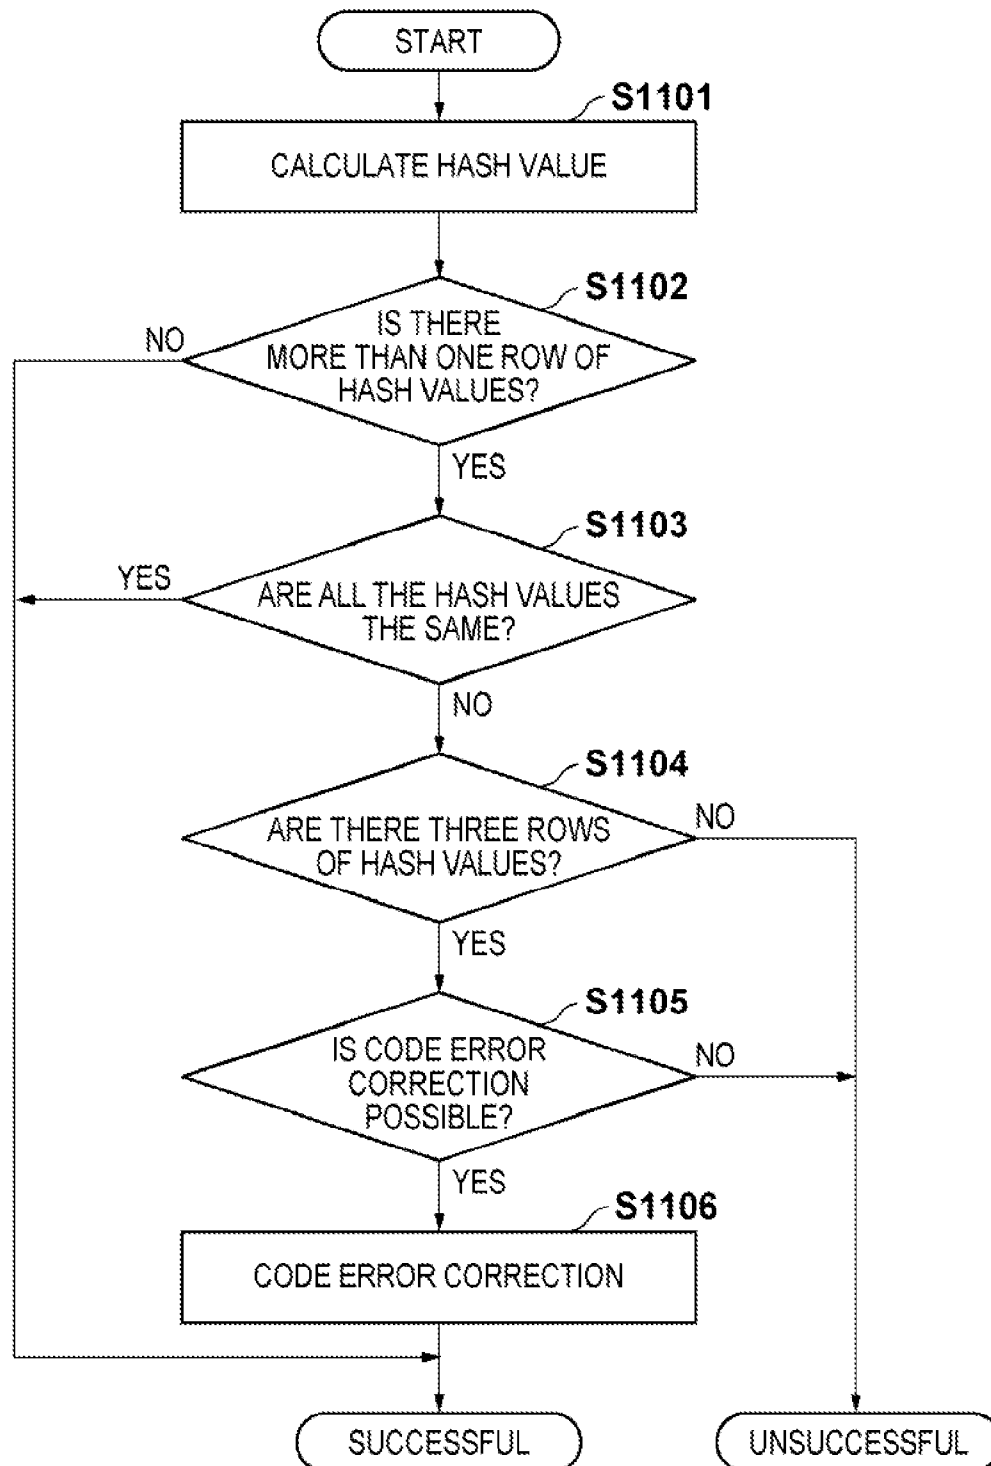 START
S1101
CALCULATE HASH VALUE
S1102
NO
IS THERE
MORE THAN ONE ROW OF
HASH VALUES?
YES
S1103
YES
ARE ALL THE HASH VALUES
THE SAME?
NO
S1104
NO
ARE THERE THREE ROWS
OF HASH VALUES?
YES
S1105
NO
IS CODE ERROR
CORRECTION
POSSIBLE?
YES
S1106
CODE ERROR CORRECTION
SUCCESSFUL
UNSUCCESSFUL